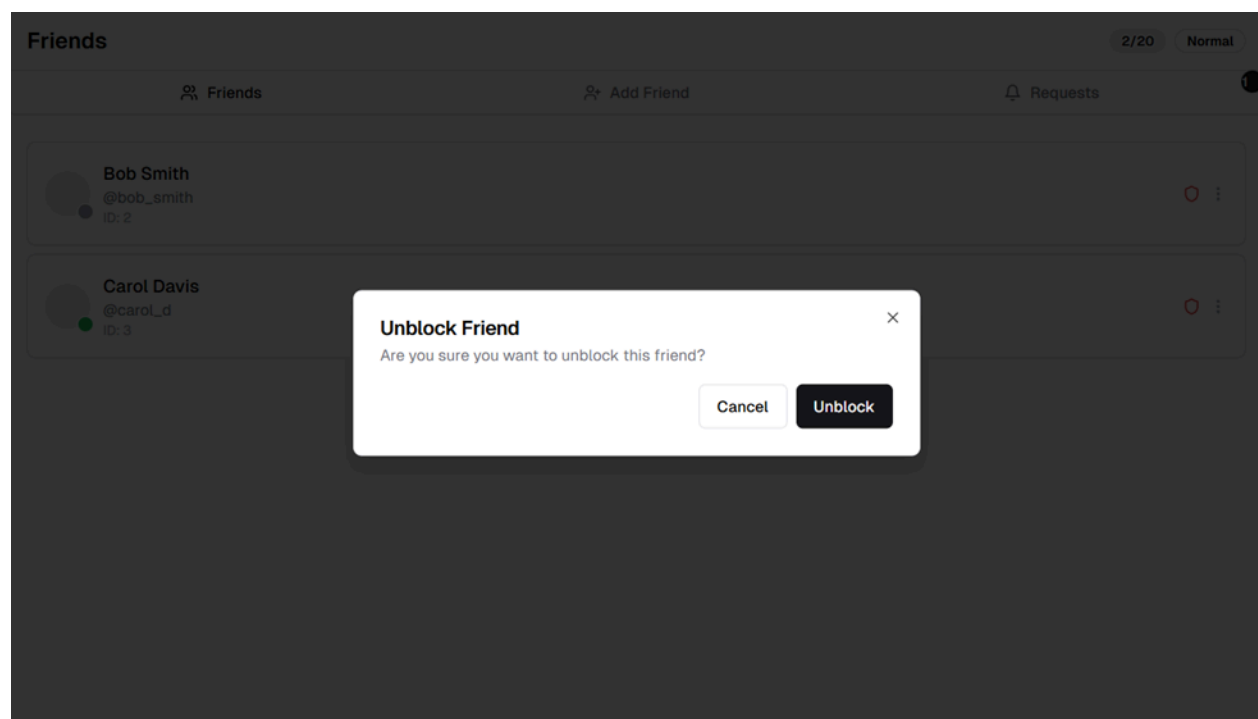 Friends
2/20
Normal
Friends
Add Friend
Requests
1
Bob Smith
@bob_smith
ID: 2
Carol Davis
@carol_d
ID: 3
Unblock Friend
Are you sure you want to unblock this friend?
Cancel
Unblock